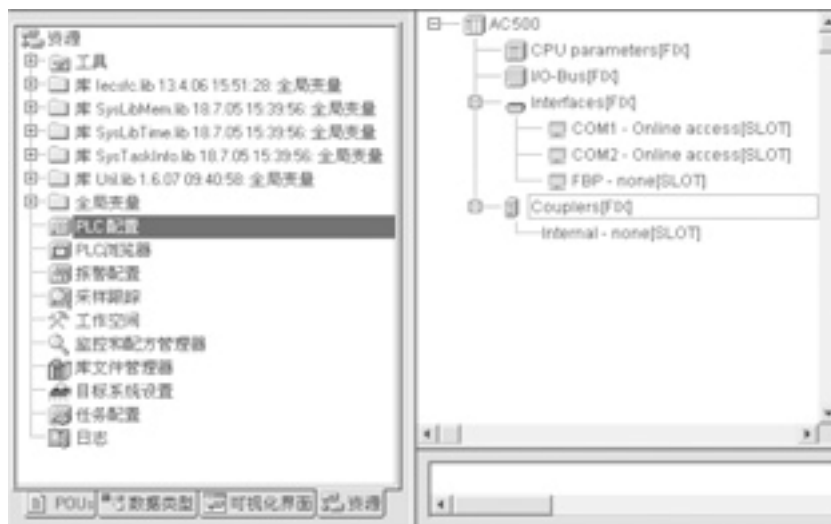 资源
工具
库 Iecsfc.lib 13.4.06 15:51:28: 全局变量
库 SysLibMem.lib 18.7.05 15:39:56: 全局变量
库 SysLibTime.lib 18.7.05 15:39:56: 全局变量
库 SysTaskInfo.lib 18.7.05 15:39:56: 全局变量
库 Util.lib 1.6.07 09:40:58: 全局变量
全局变量
PLC 配置
PLC浏览器
报警配置
采样跟踪
工作空间
监控和配方管理器
库文件管理器
目标系统设置
任务配置
日志
POUs 数据类型 可视化界面 资源
AC500
CPU parameters[FIX]
I/O-Bus[FIX]
Interfaces[FIX]
COM1 - Online access[SLOT]
COM2 - Online access[SLOT]
FBP - none[SLOT]
Couplers[FIX]
Internal - none[SLOT]